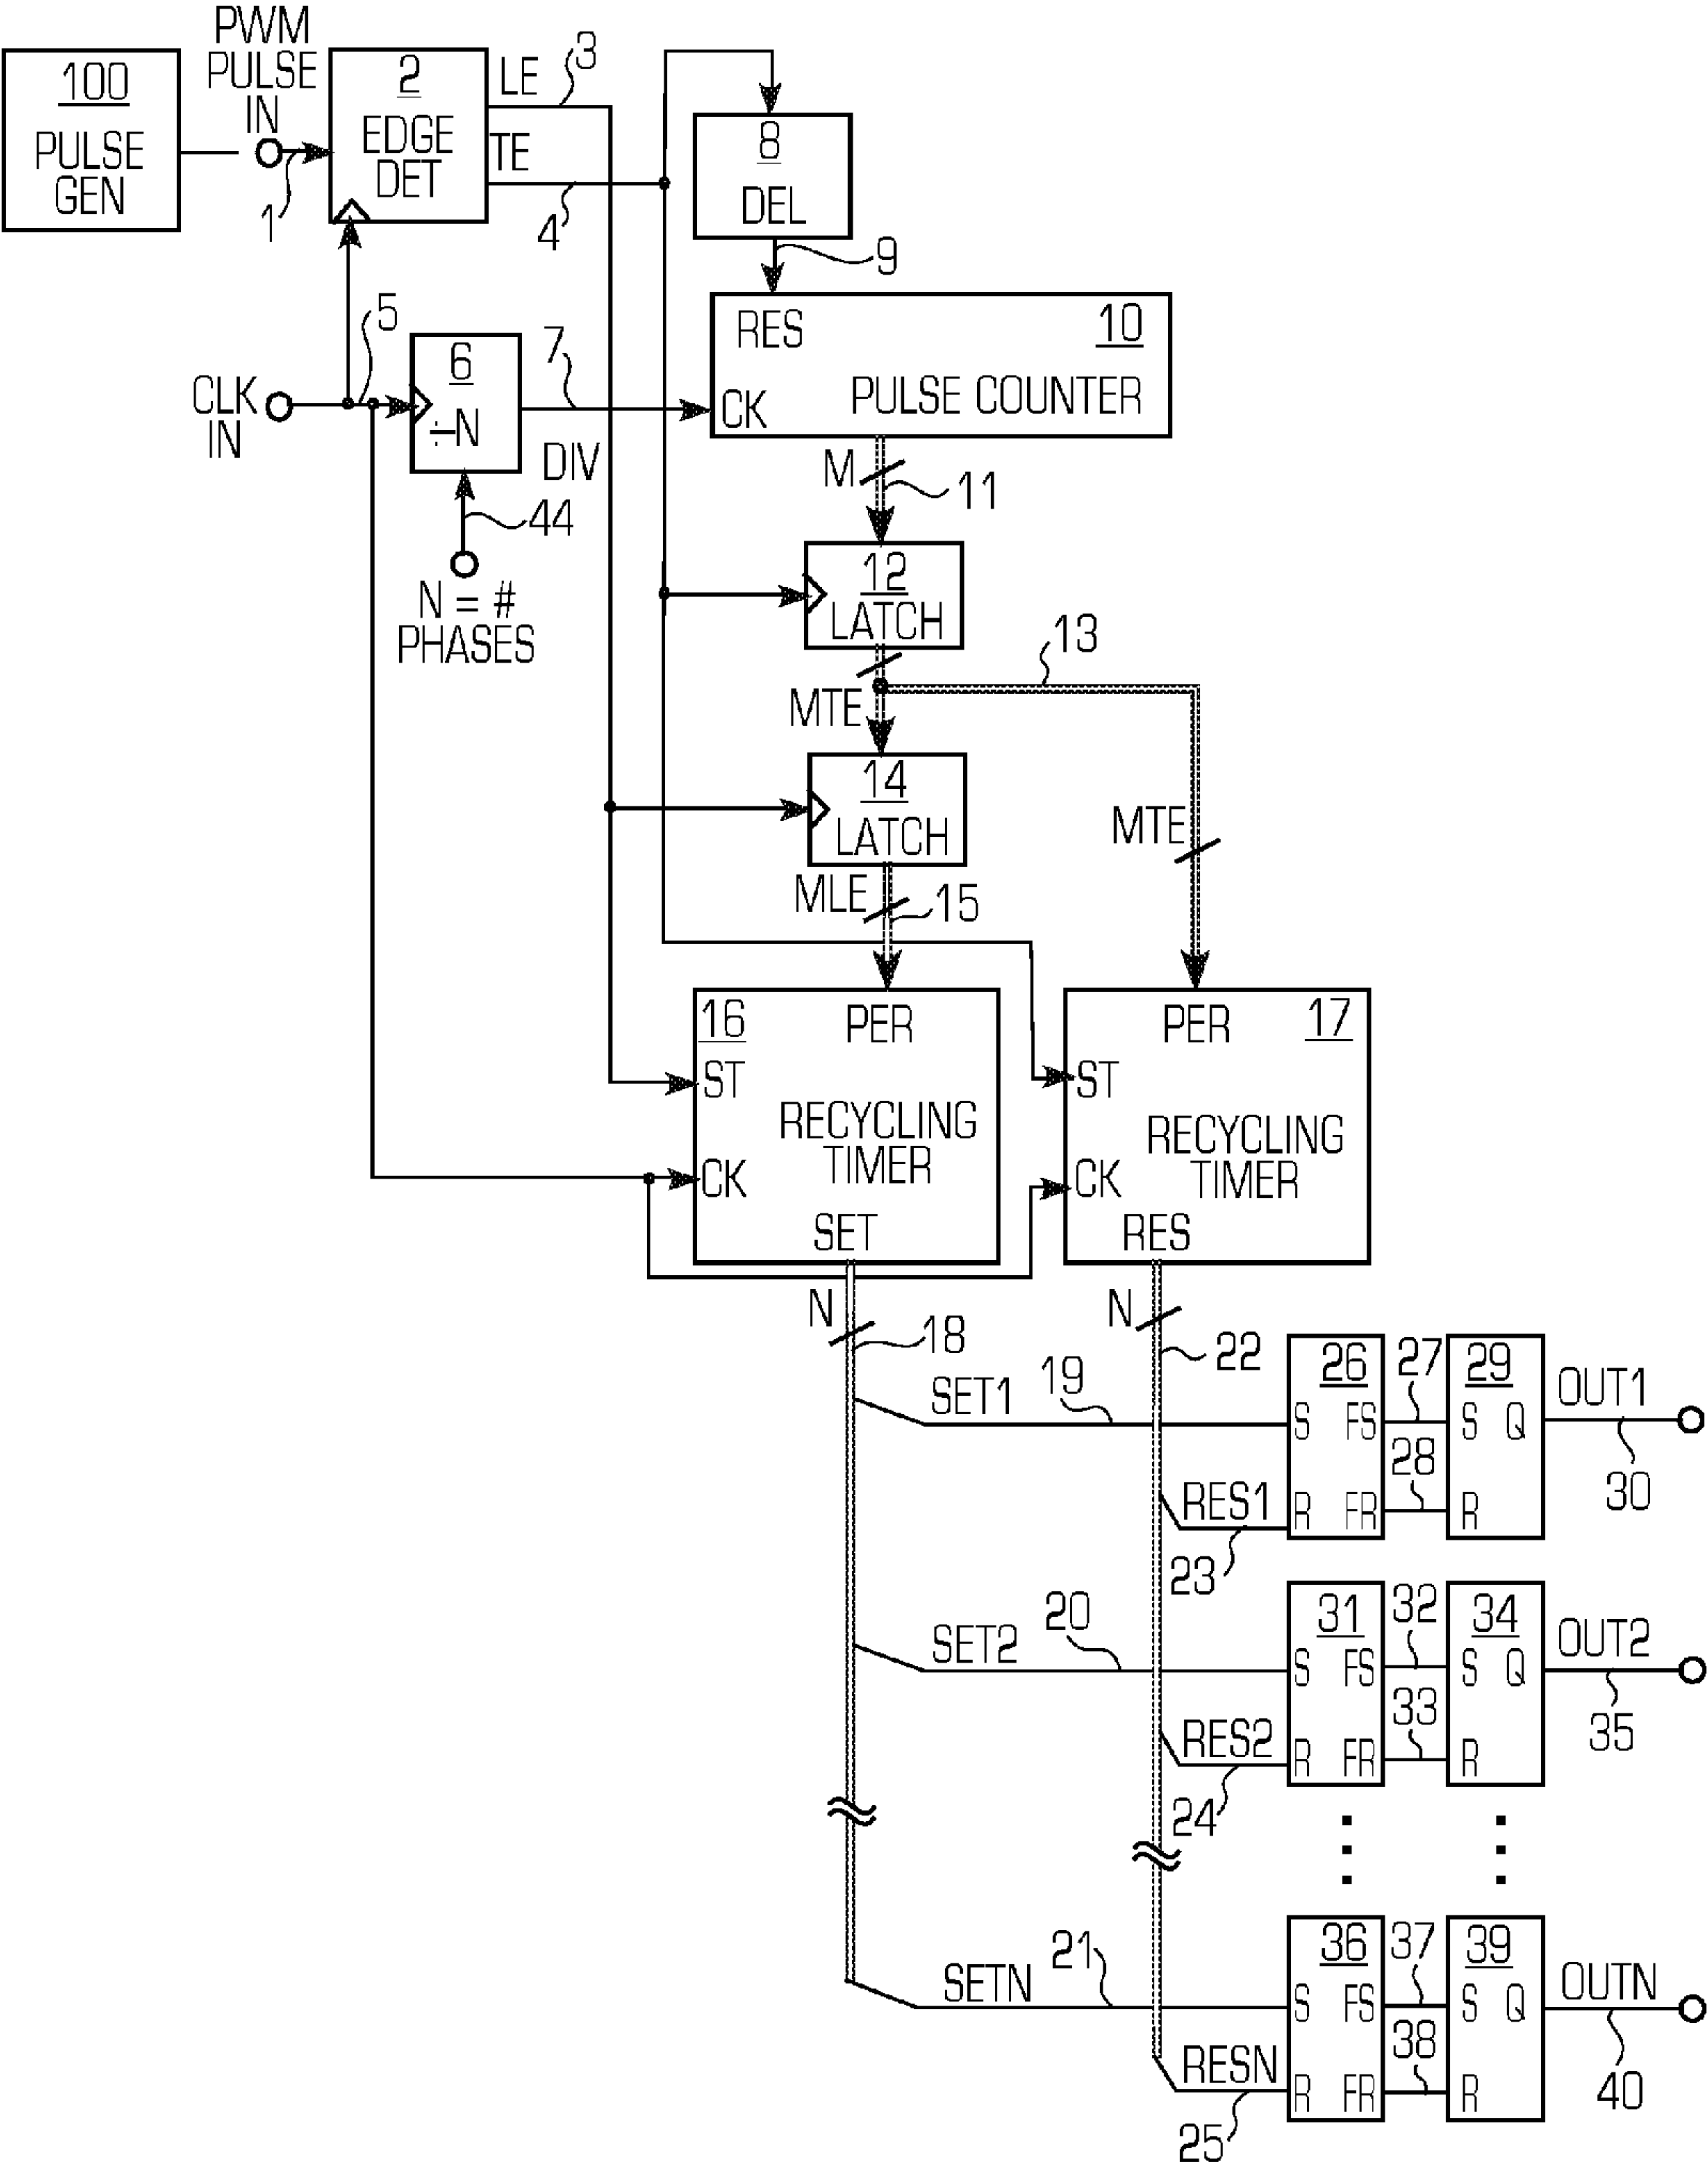 PWM
PULSE
IN
100
PULSE
GEN
1
2
EDGE
DET
LE
3
TE
4
8
DEL
9
CLK
IN
5
6
÷N
7
DIV
44
N = #
PHASES
RES
10
CK
PULSE COUNTER
M
11
12
LATCH
13
MTE
14
LATCH
MTE
MLE
15
16
PER
ST
RECYCLING
TIMER
CK
SET
17
PER
ST
RECYCLING
TIMER
CK
RES
N
18
N
22
SET1
19
RES1
23
26
S FS
R FR
27
28
29
S Q
R
OUT1
30
SET2
20
RES2
24
31
S FS
R FR
32
33
34
S Q
R
OUT2
35
SETN
21
RESN
25
36
S FS
R FR
37
38
39
S Q
R
OUTN
40